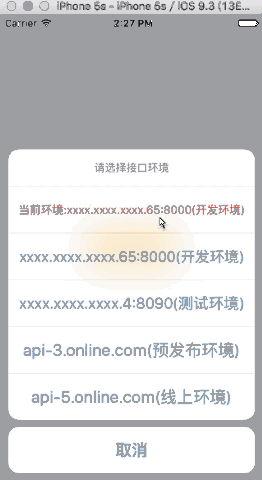 iPhone 5s - iPhone 5s / iOS 9.3 (13E...
Carrier 3:27 PM
请选择接口环境
当前环境:xxxx.xxxx.xxxx.65:8000(开发环境)
xxxx.xxxx.xxxx.65:8000(开发环境)
xxxx.xxxx.xxxx.4:8090(测试环境)
api-3.online.com(预发布环境)
api-5.online.com(线上环境)
取消